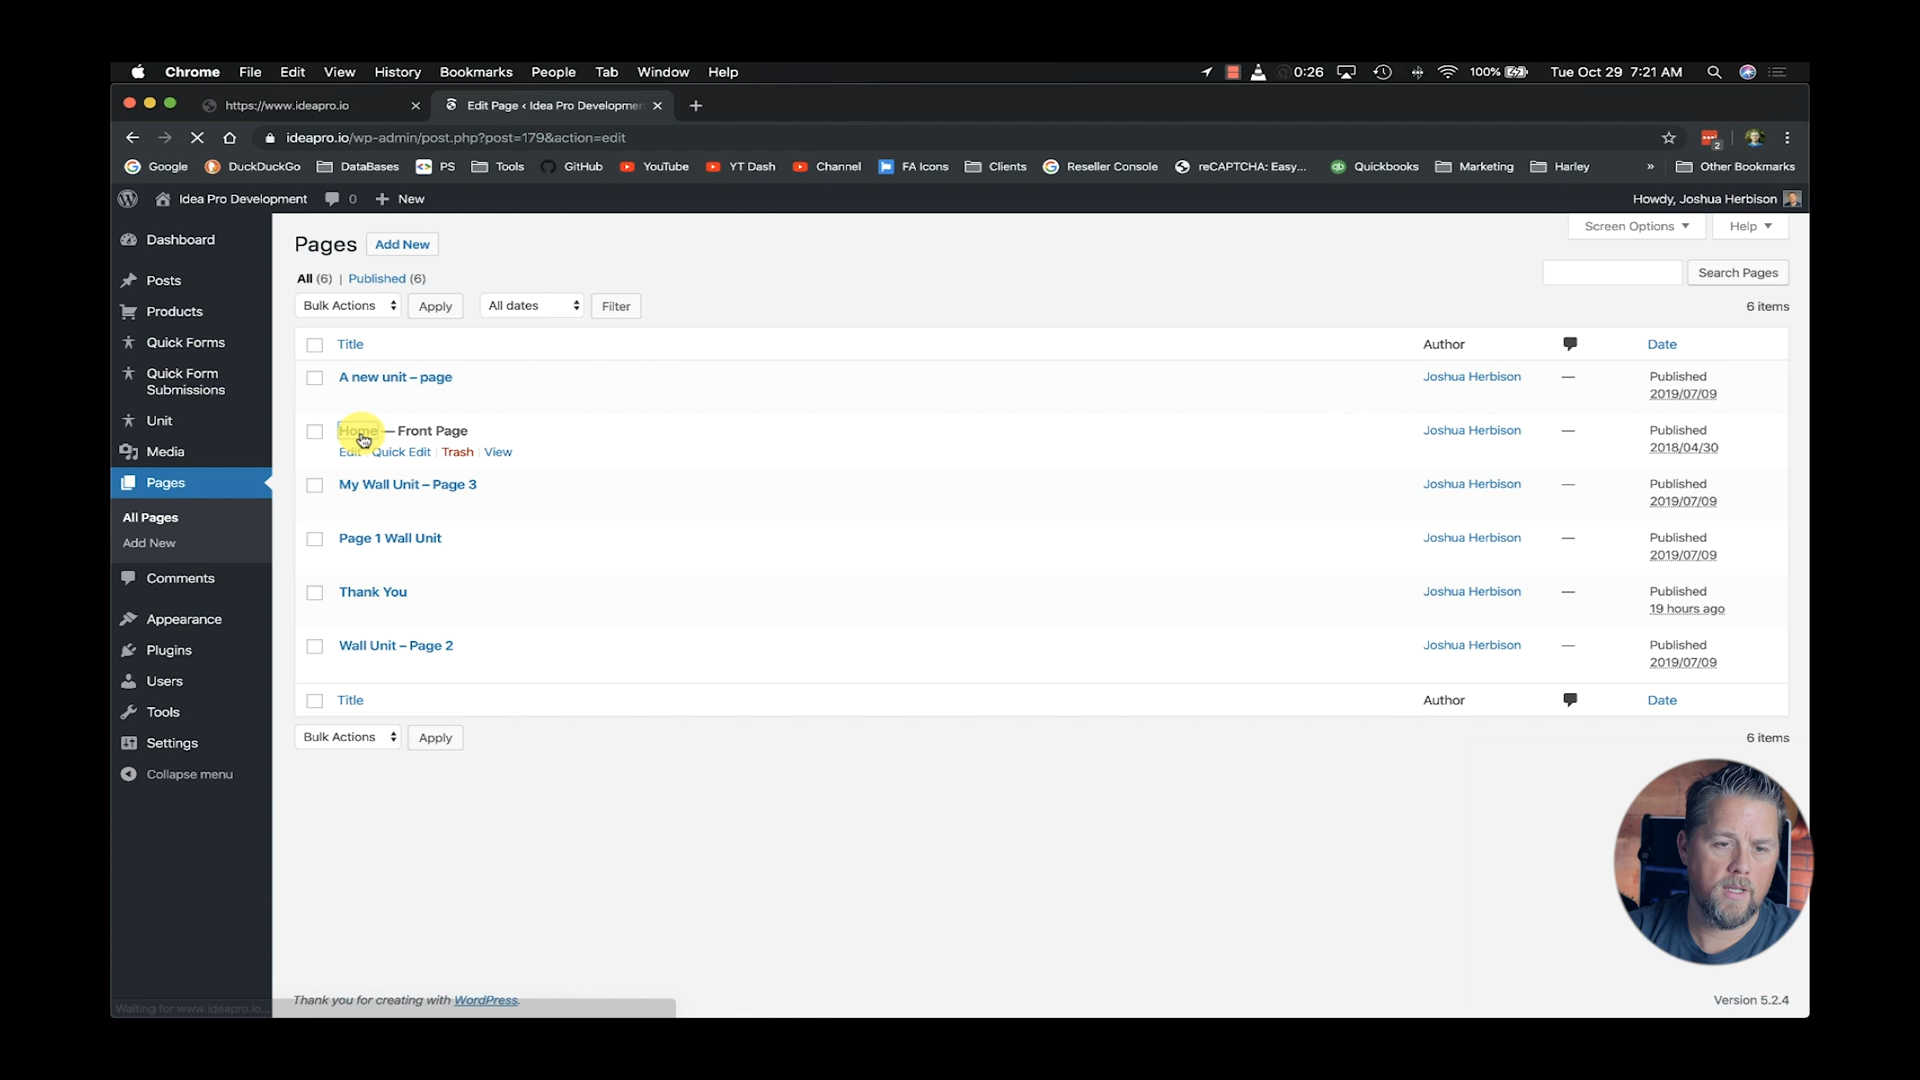 Chrome File Edit View History Bookmarks People Tab Window Help 0:26 100% Tue Oct 29 7:21 AM
https://www.ideapro.io Edit Page ‹ Idea Pro Developmen
ideapro.io/wp-admin/post.php?post=179&action=edit 2
Google DuckDuckGo DataBases PS Tools GitHub YouTube YT Dash Channel FA Icons Clients Reseller Console reCAPTCHA: Easy... Quickbooks Marketing Harley » Other Bookmarks
Idea Pro Development 0 + New Howdy, Joshua Herbison
Screen Options Help
Dashboard
Posts
Products
Quick Forms
Quick Form
Submissions
Unit
Media
Pages
All Pages
Add New
Comments
Appearance
Plugins
Users
Tools
Settings
Collapse menu
Pages Add New
All (6) | Published (6)
Search Pages
Bulk Actions Apply All dates Filter 6 items
Title Author Date
A new unit – page Joshua Herbison — Published
2019/07/09
Home — Front Page Joshua Herbison — Published
Edit Quick Edit | Trash | View 2018/04/30
My Wall Unit – Page 3 Joshua Herbison — Published
2019/07/09
Page 1 Wall Unit Joshua Herbison — Published
2019/07/09
Thank You Joshua Herbison — Published
19 hours ago
Wall Unit – Page 2 Joshua Herbison — Published
2019/07/09
Title Author Date
Bulk Actions Apply 6 items
Thank you for creating with WordPress. Version 5.2.4
Waiting for www.ideapro.io...